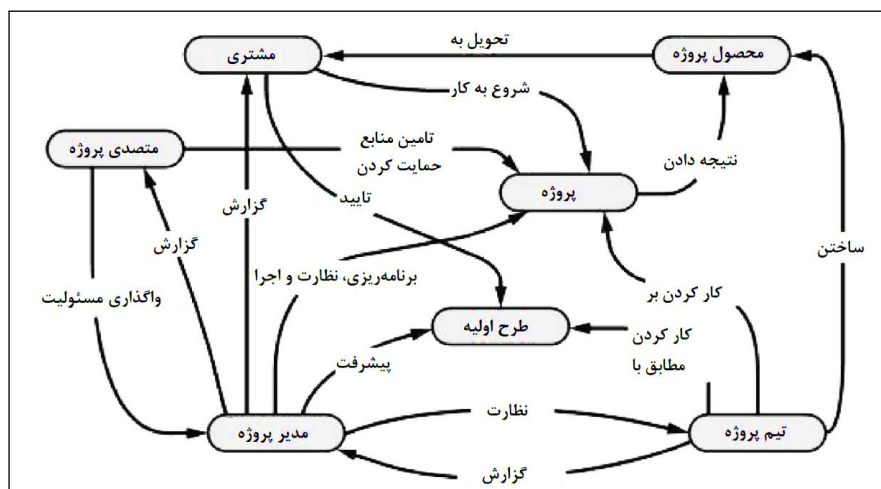 تحویل به
مشتری
محصول پروژه
شروع به کار
متصدی پروژه
تامین منابع
حمایت کردن
نتیجه دادن
پروژه
تایید
گزارش
گزارش
ساختن
واگذاری مسئولیت
برنامه‌ریزی، نظارت و اجرا
کار کردن بر
طرح اولیه
کار کردن
مطابق با
پیشرفت
نظارت
مدیر پروژه
تیم پروژه
گزارش